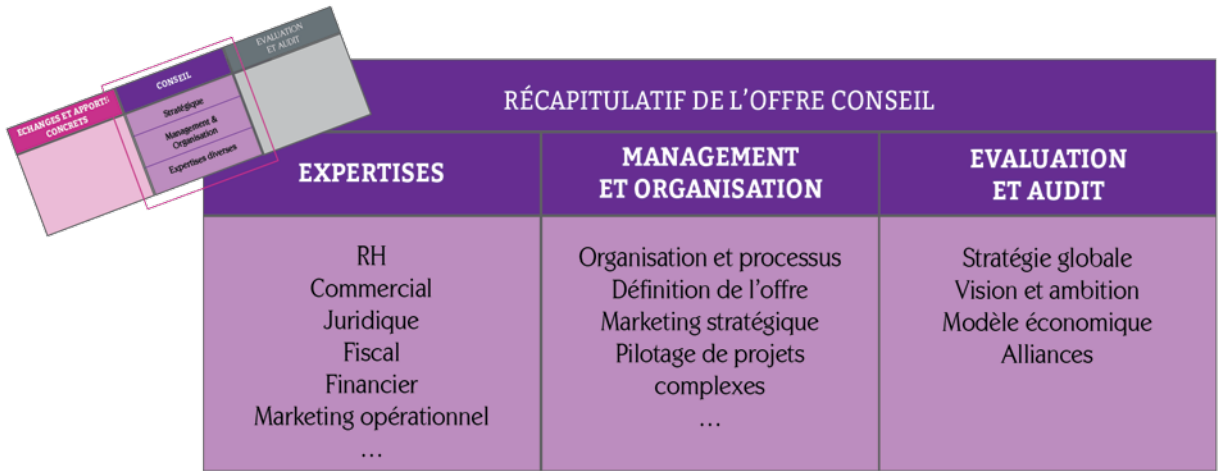 ECHANGES ET APPORTS
CONCRETS
CONSEIL
Stratégique
Management &
Organisation
Expertises diverses
EVALUATION
ET AUDIT
RÉCAPITULATIF DE L’OFFRE CONSEIL
EXPERTISES
RH
Commercial
Juridique
Fiscal
Financier
Marketing opérationnel
…
MANAGEMENT
ET ORGANISATION
Organisation et processus
Définition de l’offre
Marketing stratégique
Pilotage de projets
complexes
…
EVALUATION
ET AUDIT
Stratégie globale
Vision et ambition
Modèle économique
Alliances